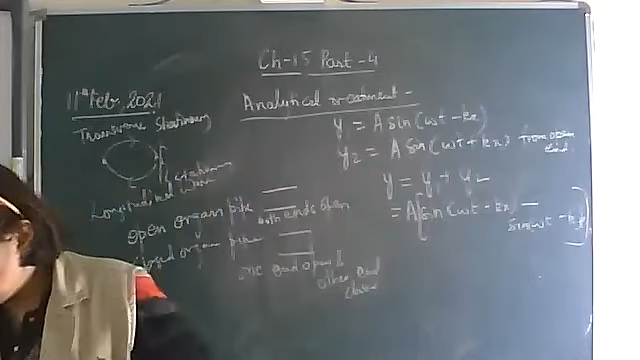 Ch-15 Part-4
11th Feb. 2021
Analytical treatment -
Transverse Stationary
y = A sin(ωt - kx)
y2 = A sin(ωt + kx) from open end
Longitudinal Wave
y = y1 + y2
open organ pipe both ends open
= A[sin(ωt - kx) -
closed organ pipe
one end open &
other end
closed